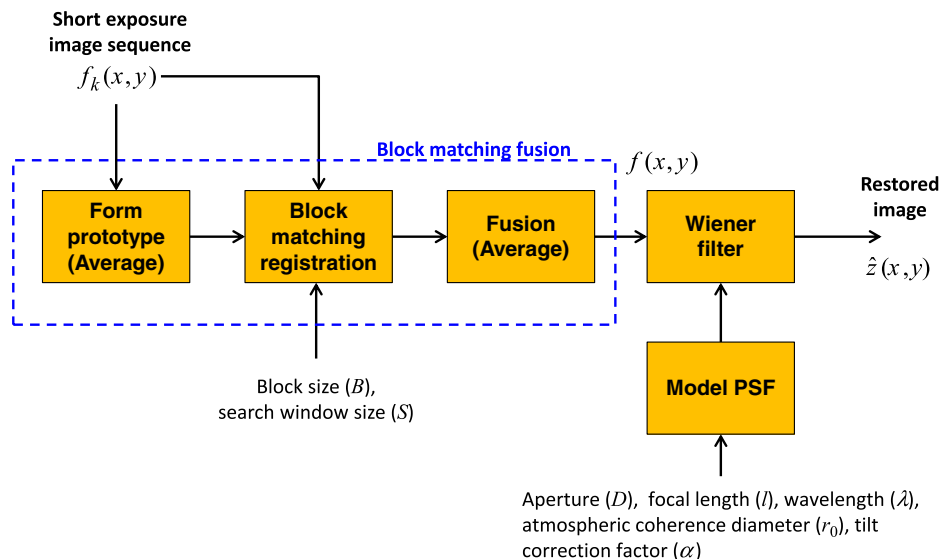 Short exposure
image sequence
f_k(x,y)
Block matching fusion
f(x,y)
Form
prototype
(Average)
Block
matching
registration
Fusion
(Average)
Wiener
filter
Restored
image
ẑ(x,y)
Block size (B),
search window size (S)
Model PSF
Aperture (D), focal length (l), wavelength (λ),
atmospheric coherence diameter (r₀), tilt
correction factor (α)